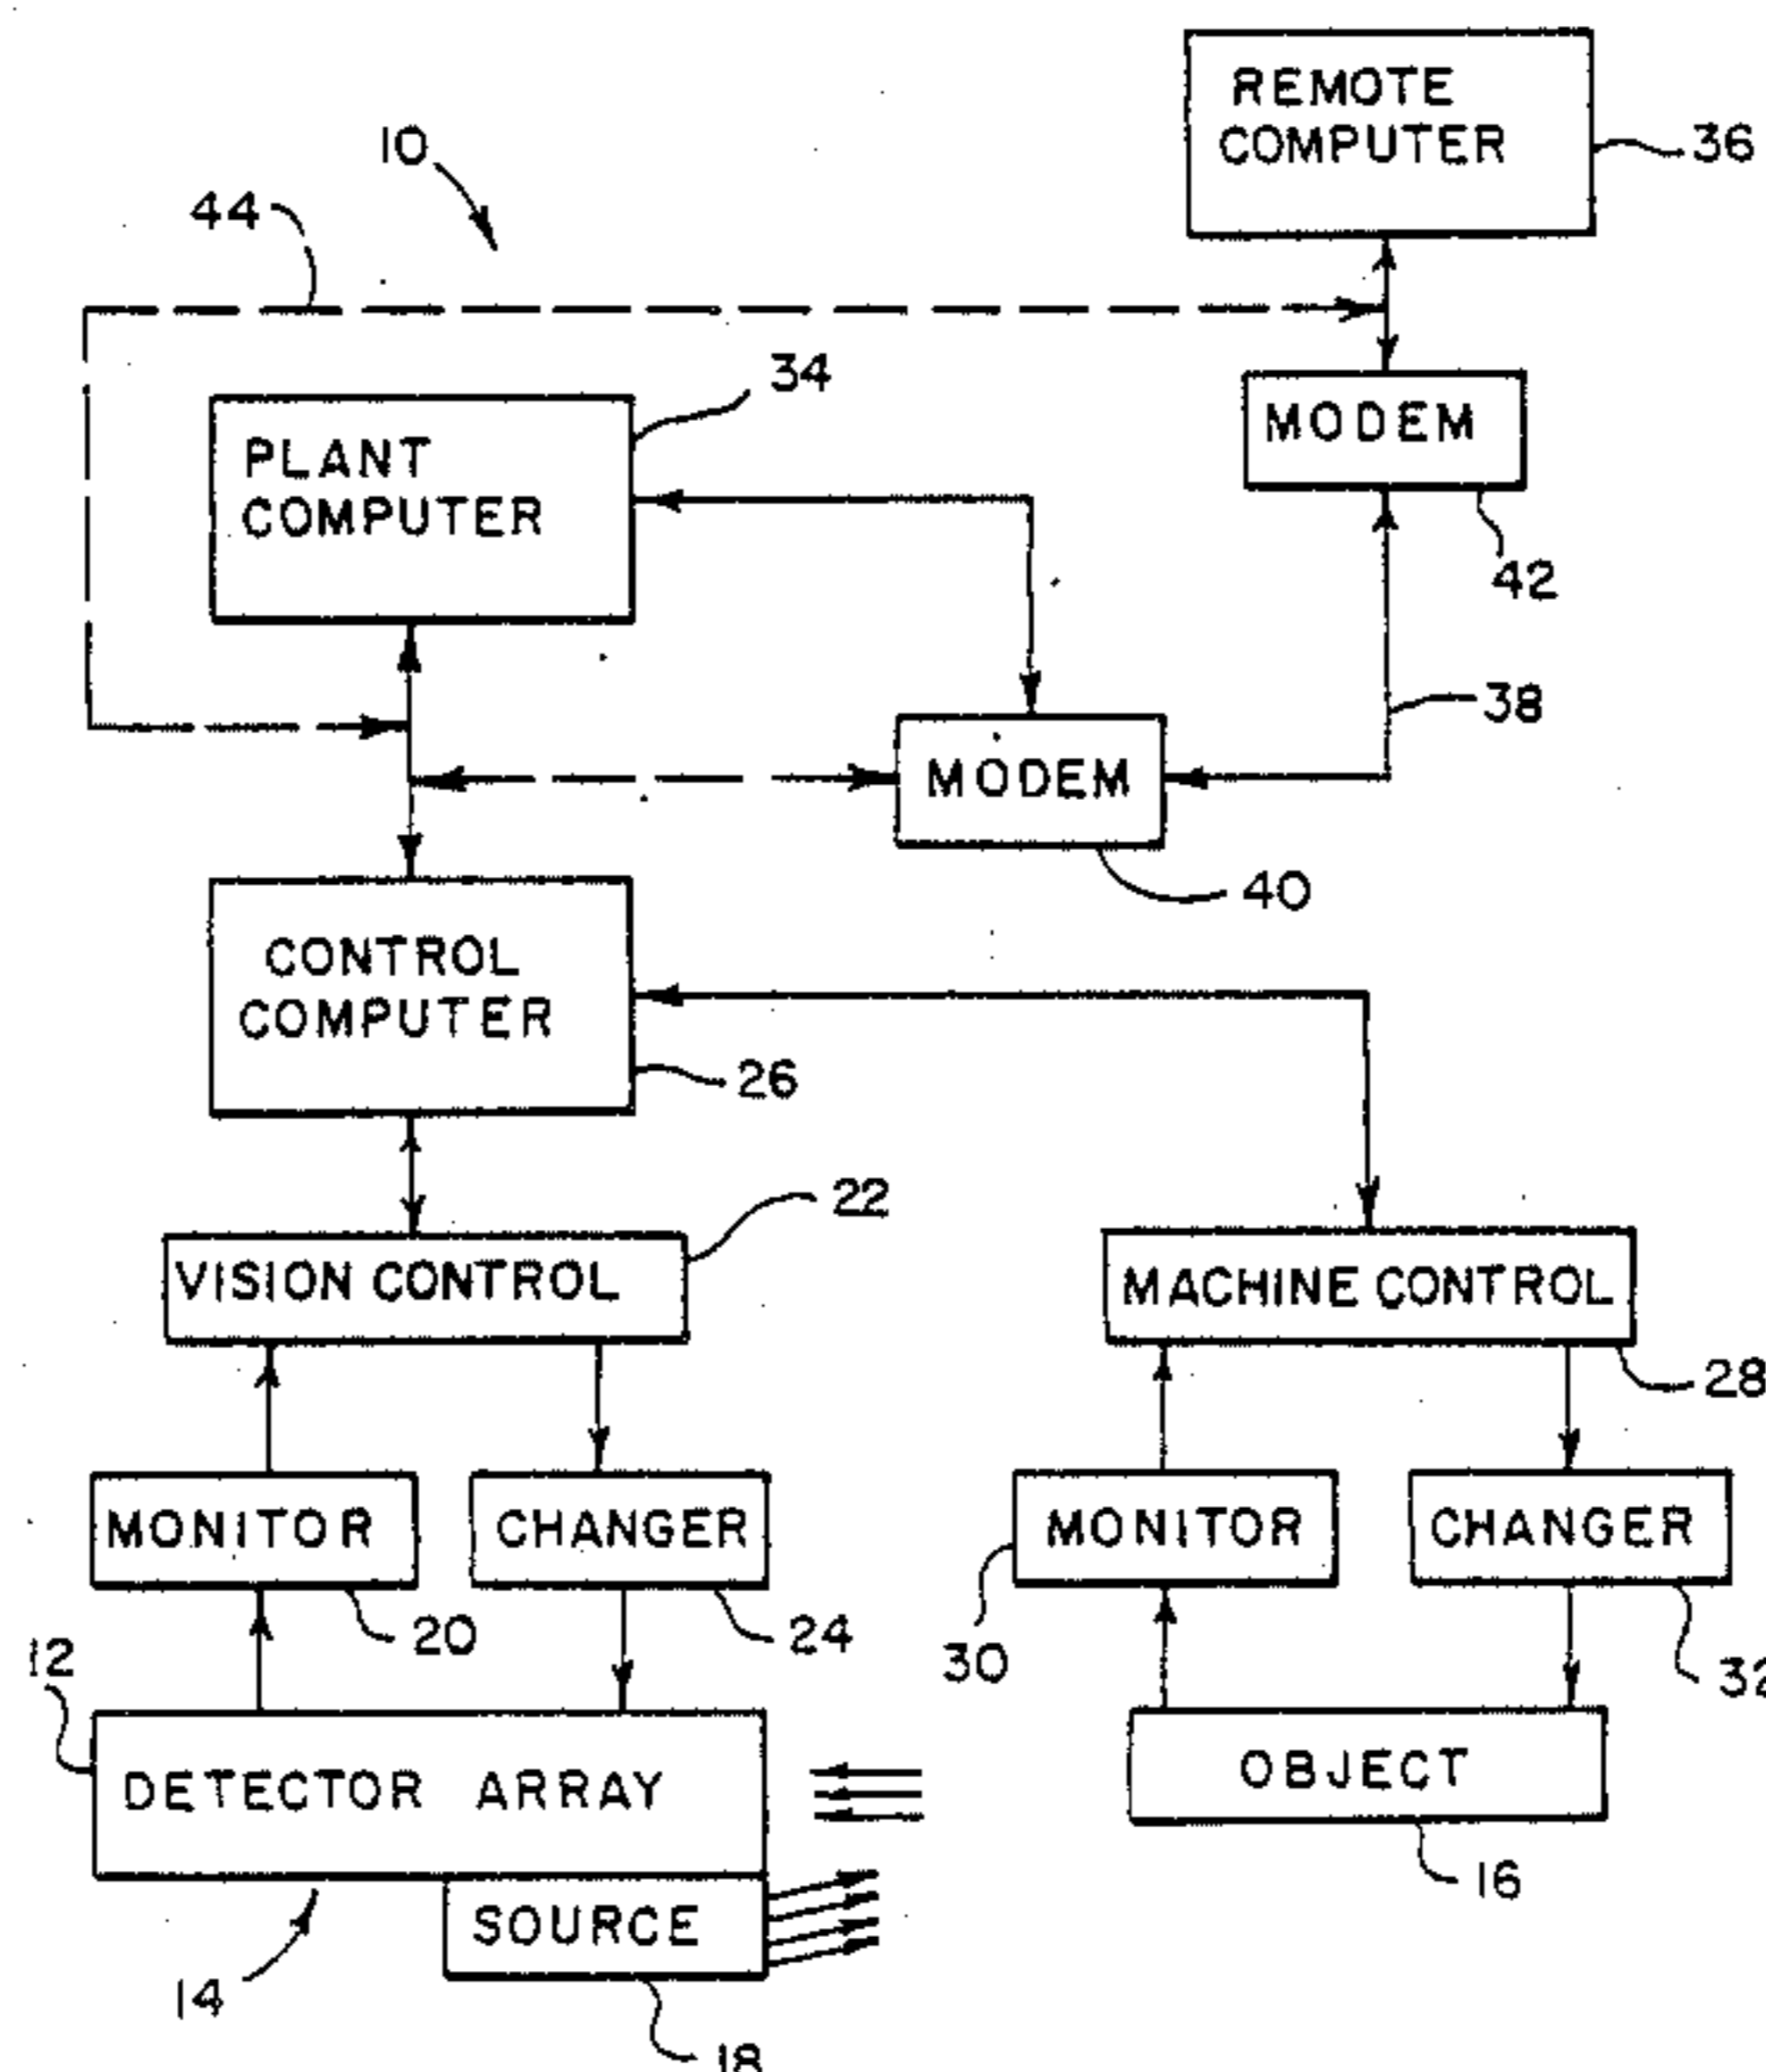 REMOTE
COMPUTER
36
10
44
34
MODEM
PLANT
COMPUTER
42
38
MODEM
40
CONTROL
COMPUTER
26
22
VISION CONTROL
MACHINE CONTROL
28
MONITOR
CHANGER
MONITOR
CHANGER
20
24
30
32
12
DETECTOR ARRAY
OBJECT
16
SOURCE
14
18